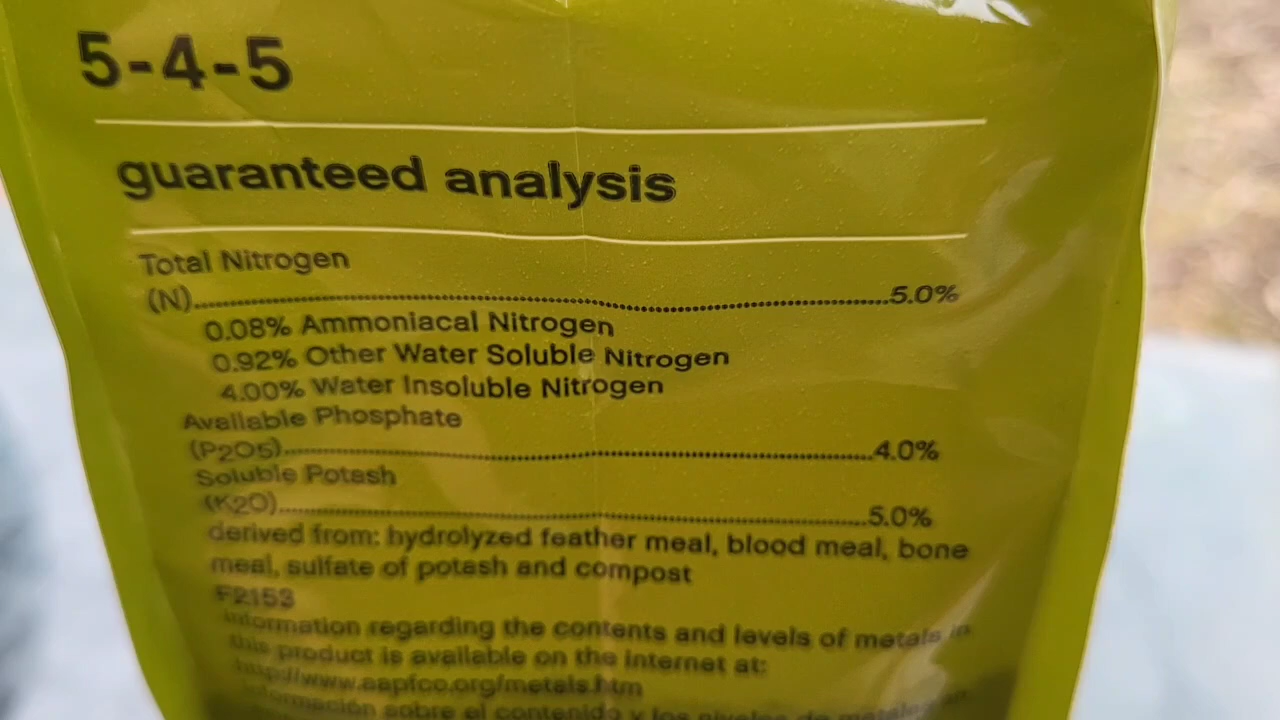 5-4-5
guaranteed analysis
Total Nitrogen
(N)..........................................................................5.0%
0.08% Ammoniacal Nitrogen
0.92% Other Water Soluble Nitrogen
4.00% Water Insoluble Nitrogen
Available Phosphate
(P2O5)..........................................................................4.0%
Soluble Potash
(K2O)..........................................................................5.0%
derived from: hydrolyzed feather meal, blood meal, bone
meal, sulfate of potash and compost
F2153
information regarding the contents and levels of metals in
this product is available on the internet at:
http://www.aapfco.org/metals.htm
información sobre el contenido y los niveles de metales en